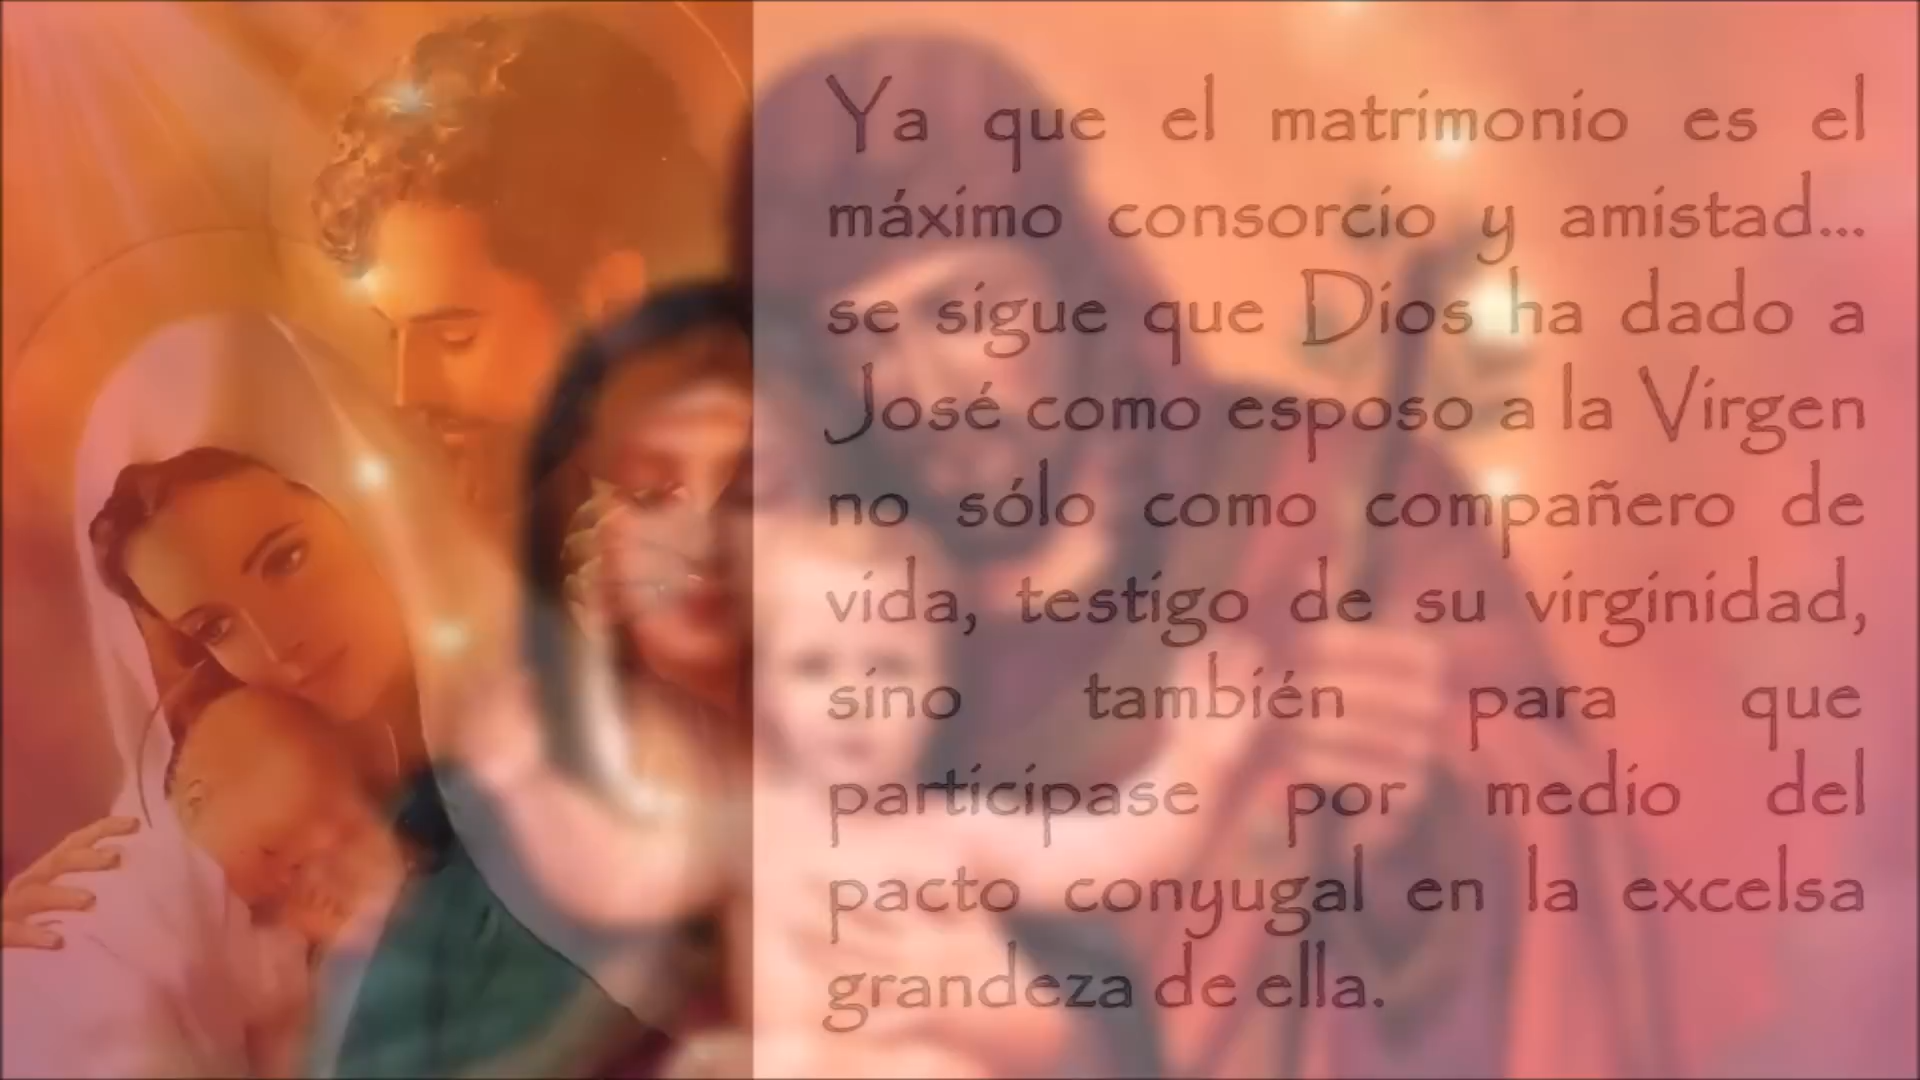 Ya que el matrimonio es el
máximo consorcio y amistad...
se sigue que Dios ha dado a
José como esposo a la Virgen
no sólo como compañero de
vida, testigo de su virginidad,
sino también para que
participase por medio del
pacto conyugal en la excelsa
grandeza de ella.